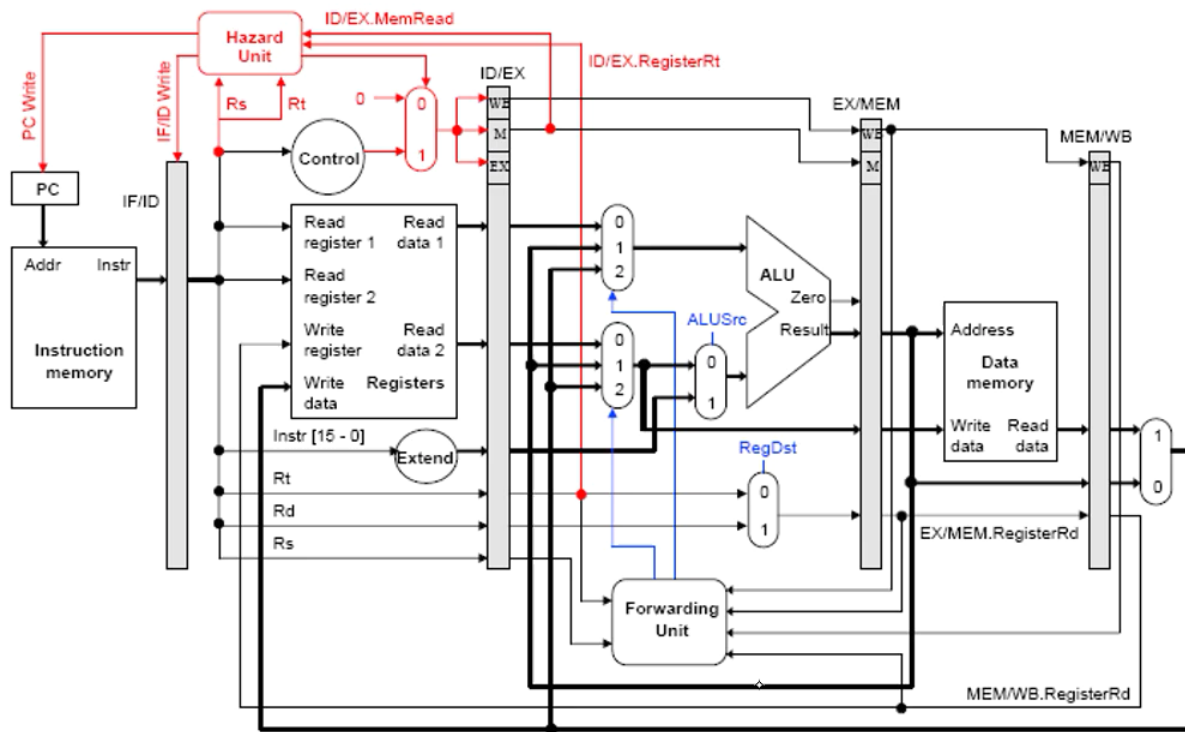 ID/EX.MemRead
Hazard
Unit
ID/EX.RegisterRt
PC Write
IF/ID Write
Rs
Rt
0
0
1
ID/EX
WB
M
EX
EX/MEM
WB
M
MEM/WB
WB
Control
PC
IF/ID
Addr
Instr
Instruction
memory
Read
register 1
Read
data 1
Read
register 2
Write
register
Read
data 2
Write
data
Registers
0
1
2
0
1
2
ALUSrc
0
1
ALU
Zero
Result
Address
Data
memory
Write
data
Read
data
1
0
Instr [15 - 0]
Extend
RegDst
0
1
Rt
Rd
Rs
EX/MEM.RegisterRd
Forwarding
Unit
MEM/WB.RegisterRd